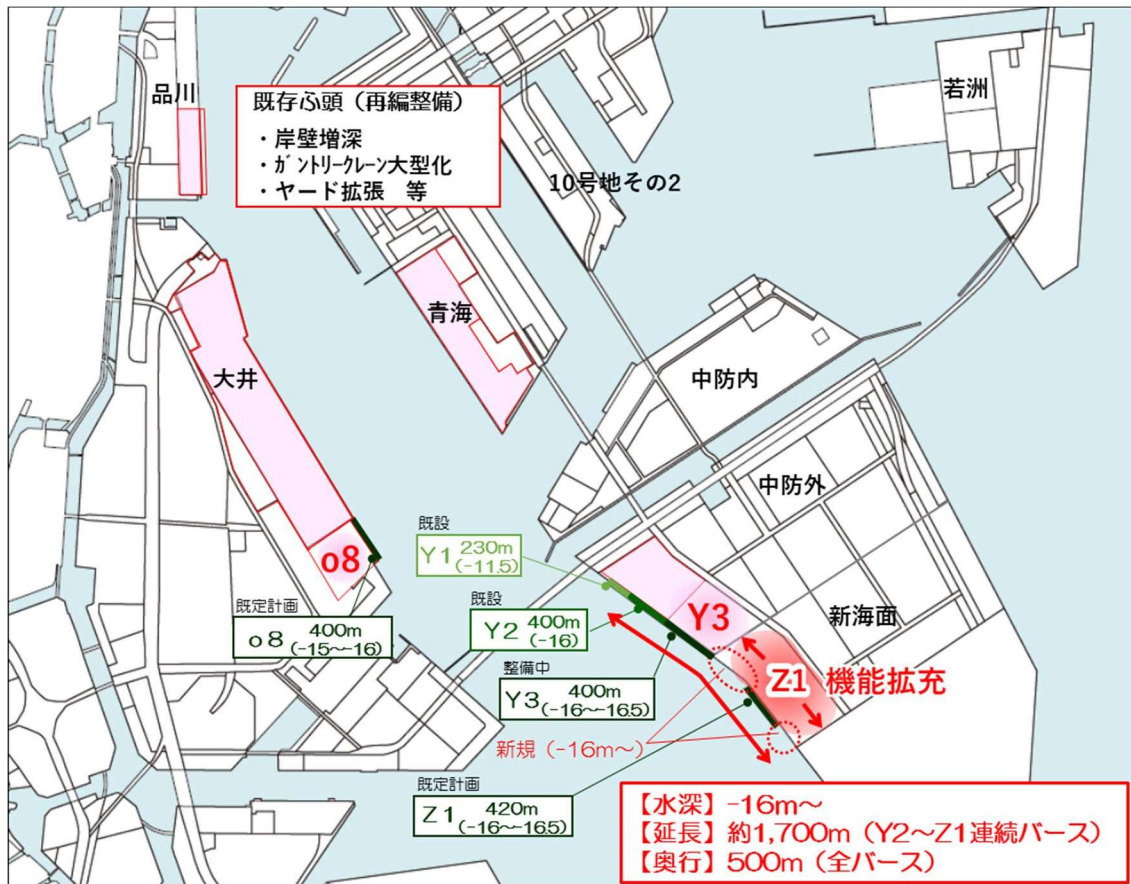 品川
既存ふ頭（再編整備）
・岸壁増深
・ｶﾞﾝﾄﾘｰｸﾚｰﾝ大型化
・ヤード拡張　等
若洲
10号地その2
青海
大井
中防内
中防外
新海面
o8
既定計画
o8 400m
(-15～-16)
既設
Y1 230m
(-11.5)
既設
Y2 400m
(-16)
整備中
Y3 400m
(-16～-16.5)
Y3
Z1 機能拡充
新規（-16m～）
既定計画
Z1 420m
(-16～-16.5)
【水深】-16m～
【延長】約1,700m（Y2～Z1連続バース）
【奥行】500m（全バース）